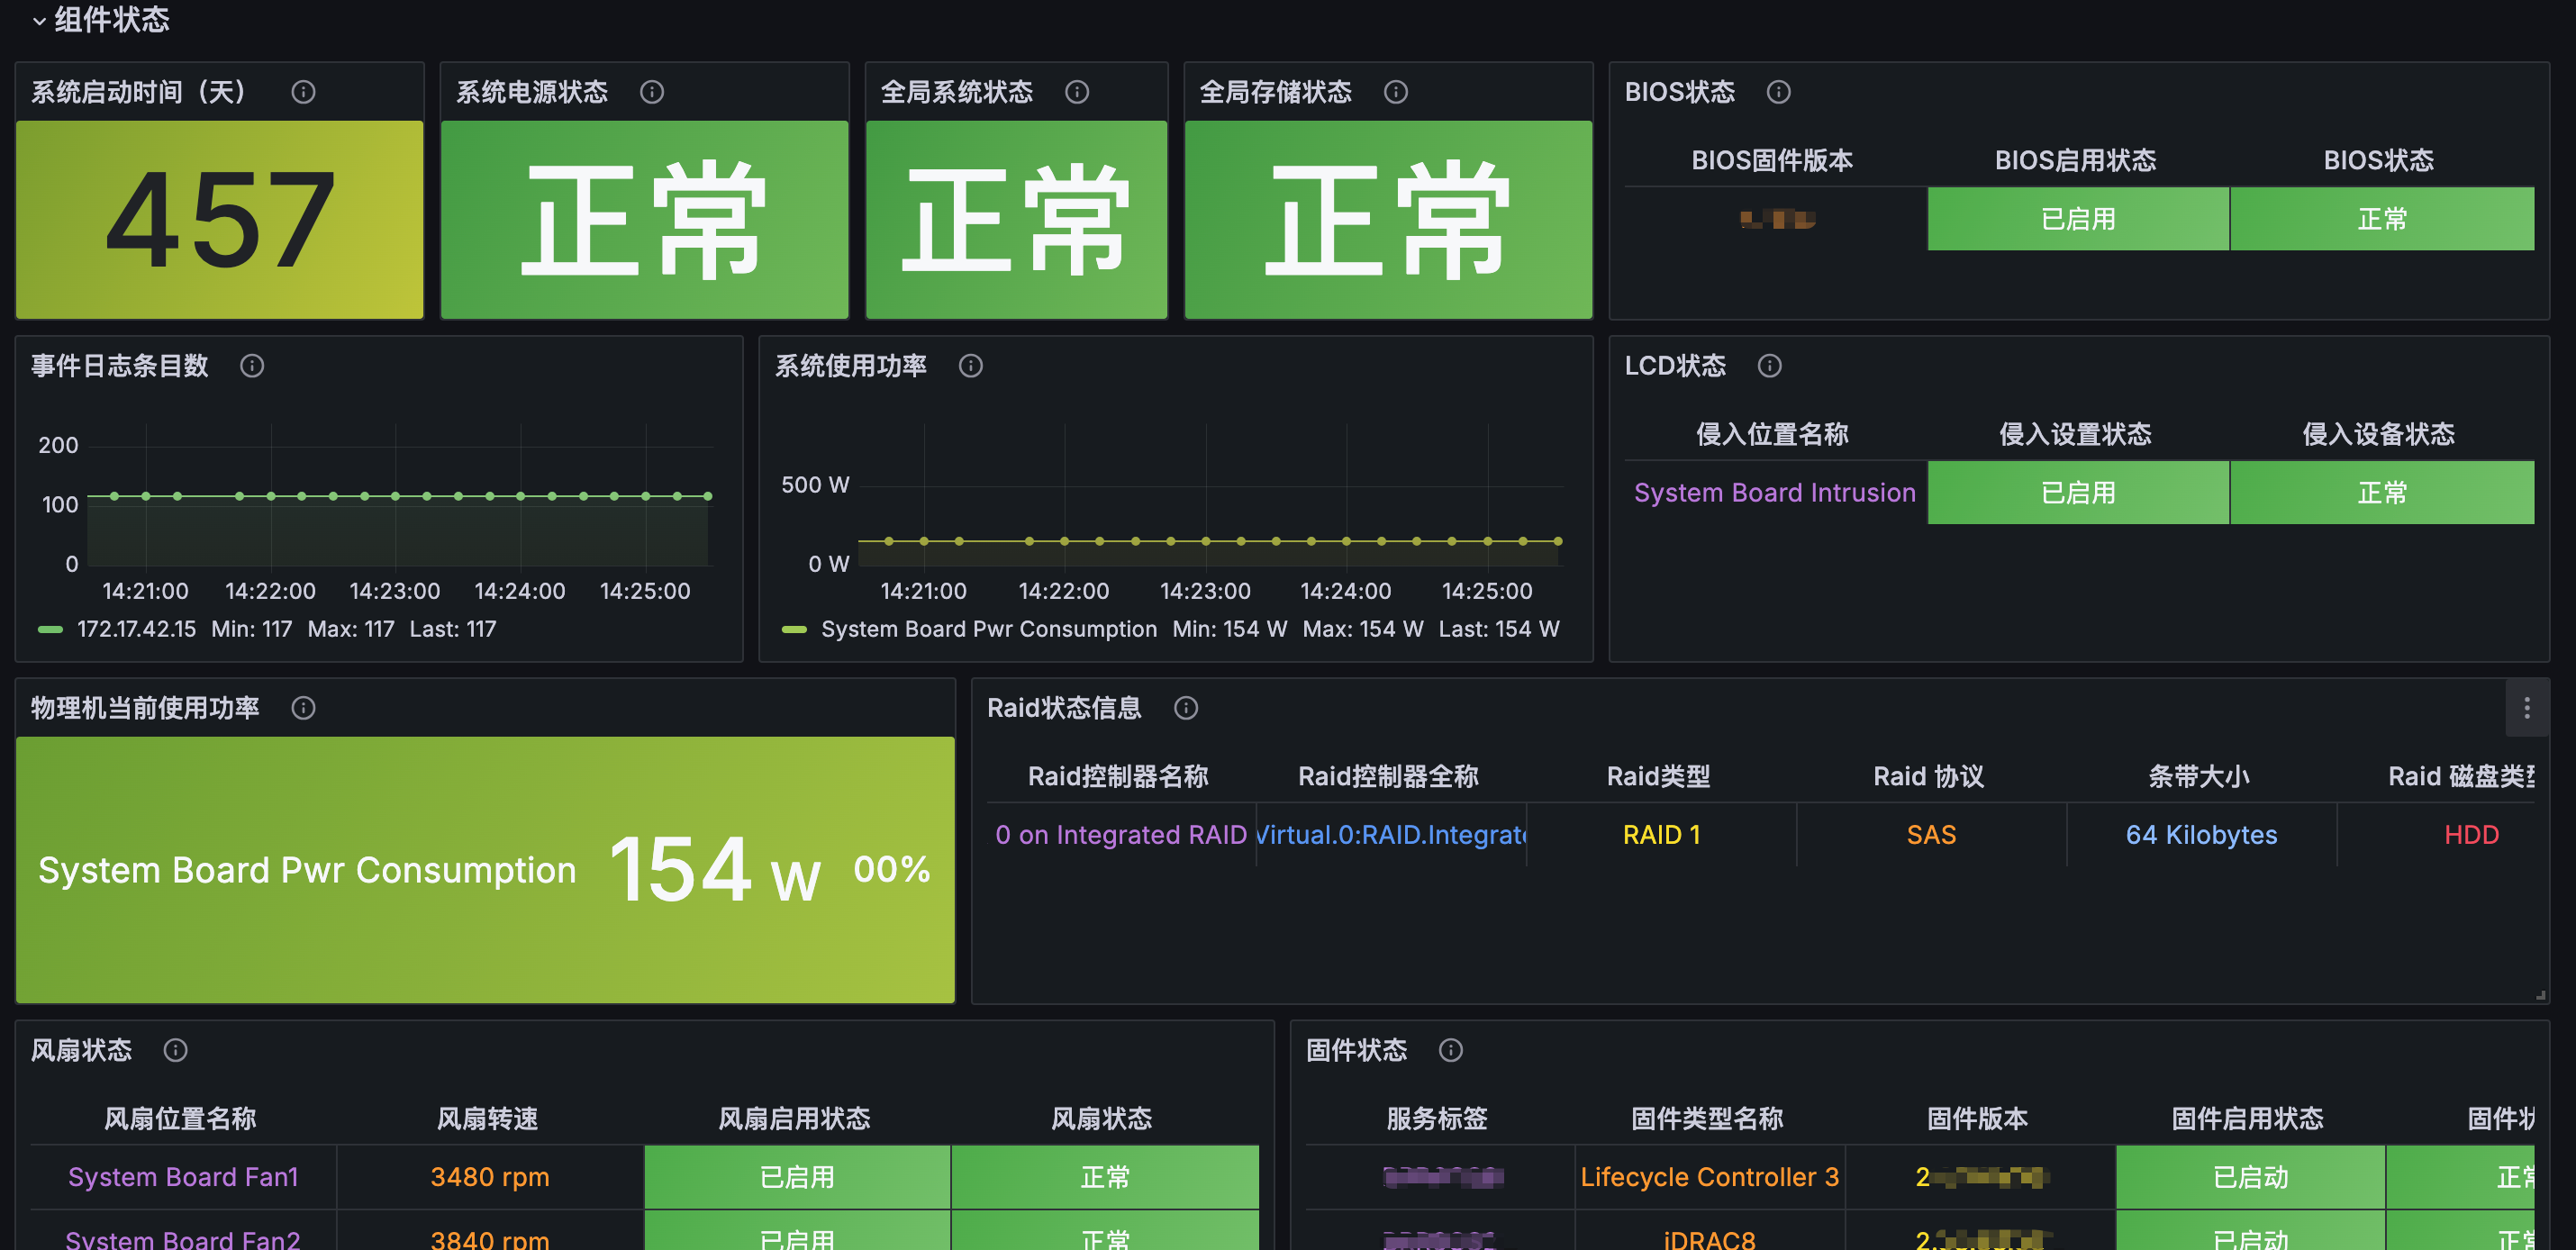 组件状态
系统启动时间（天）
457
系统电源状态
正常
全局系统状态
正常
全局存储状态
正常
BIOS状态
BIOS固件版本 BIOS启用状态 BIOS状态
已启用 正常
事件日志条目数
200
100
0
14:21:00 14:22:00 14:23:00 14:24:00 14:25:00
172.17.42.15 Min: 117 Max: 117 Last: 117
系统使用功率
500 W
0 W
14:21:00 14:22:00 14:23:00 14:24:00 14:25:00
System Board Pwr Consumption Min: 154 W Max: 154 W Last: 154 W
LCD状态
侵入位置名称 侵入设置状态 侵入设备状态
System Board Intrusion 已启用 正常
物理机当前使用功率
System Board Pwr Consumption 154 W 00%
Raid状态信息
Raid控制器名称 Raid控制器全称 Raid类型 Raid 协议 条带大小 Raid 磁盘类型
0 on Integrated RAID Virtual.0:RAID.Integrate RAID 1 SAS 64 Kilobytes HDD
风扇状态
风扇位置名称 风扇转速 风扇启用状态 风扇状态
System Board Fan1 3480 rpm 已启用 正常
System Board Fan2 3840 rpm 已启用 正常
固件状态
服务标签 固件类型名称 固件版本 固件启用状态 固件状
Lifecycle Controller 3 2 已启动 正常
iDRAC8 2 已启动 正常